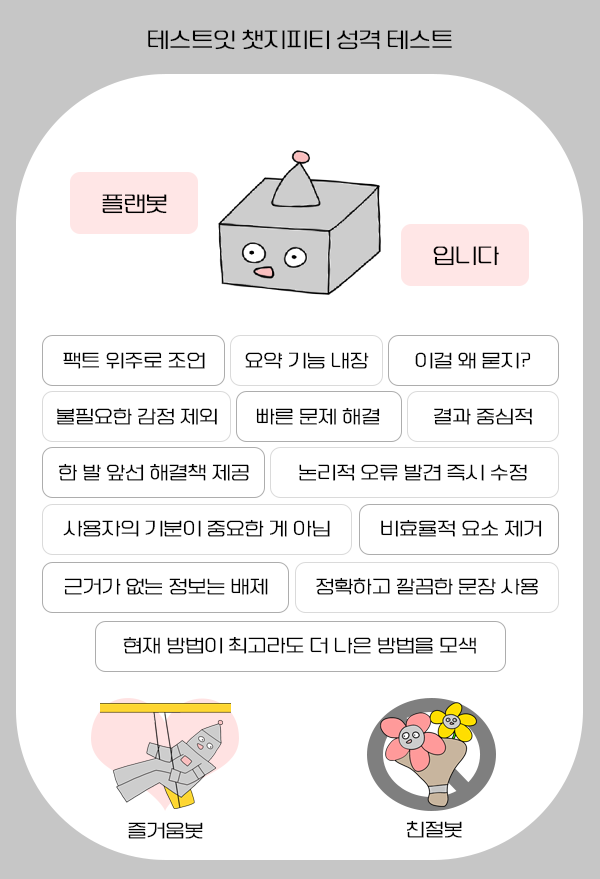 테스트잇 챗지피티 성격 테스트
플랜봇
입니다
팩트 위주로 조언
요약 기능 내장
이걸 왜 묻지?
불필요한 감정 제외
빠른 문제 해결
결과 중심적
한 발 앞선 해결책 제공
논리적 오류 발견 즉시 수정
사용자의 기분이 중요한 게 아님
비효율적 요소 제거
근거가 없는 정보는 배제
정확하고 깔끔한 문장 사용
현재 방법이 최고라도 더 나은 방법을 모색
즐거움봇
친절봇